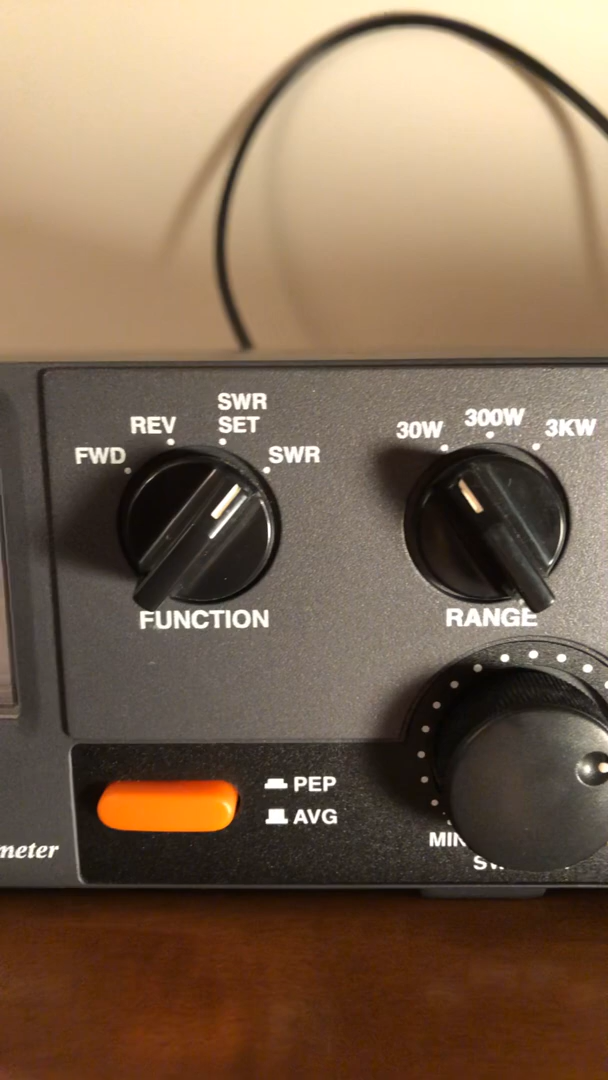 SWR
REV SET
FWD SWR
FUNCTION
30W 300W 3KW
RANGE
PEP
AVG
meter